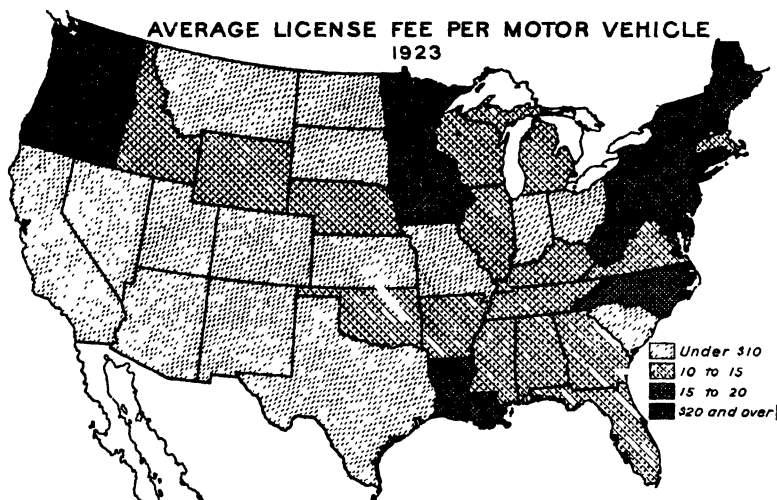 AVERAGE LICENSE FEE PER MOTOR VEHICLE
1923
Under $10
10 to 15
15 to 20
$20 and over